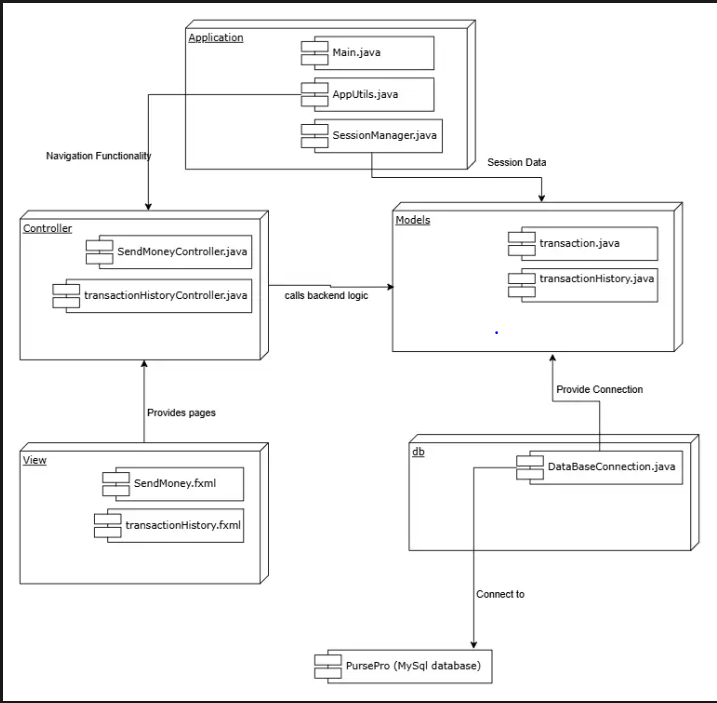 Application
Main.java
AppUtils.java
SessionManager.java
Navigation Functionality
Session Data
Controller
SendMoneyController.java
transactionHistoryController.java
calls backend logic
Models
transaction.java
transactionHistory.java
Provides pages
Provide Connection
View
SendMoney.fxml
transactionHistory.fxml
db
DataBaseConnection.java
Connect to
PursePro (MySql database)